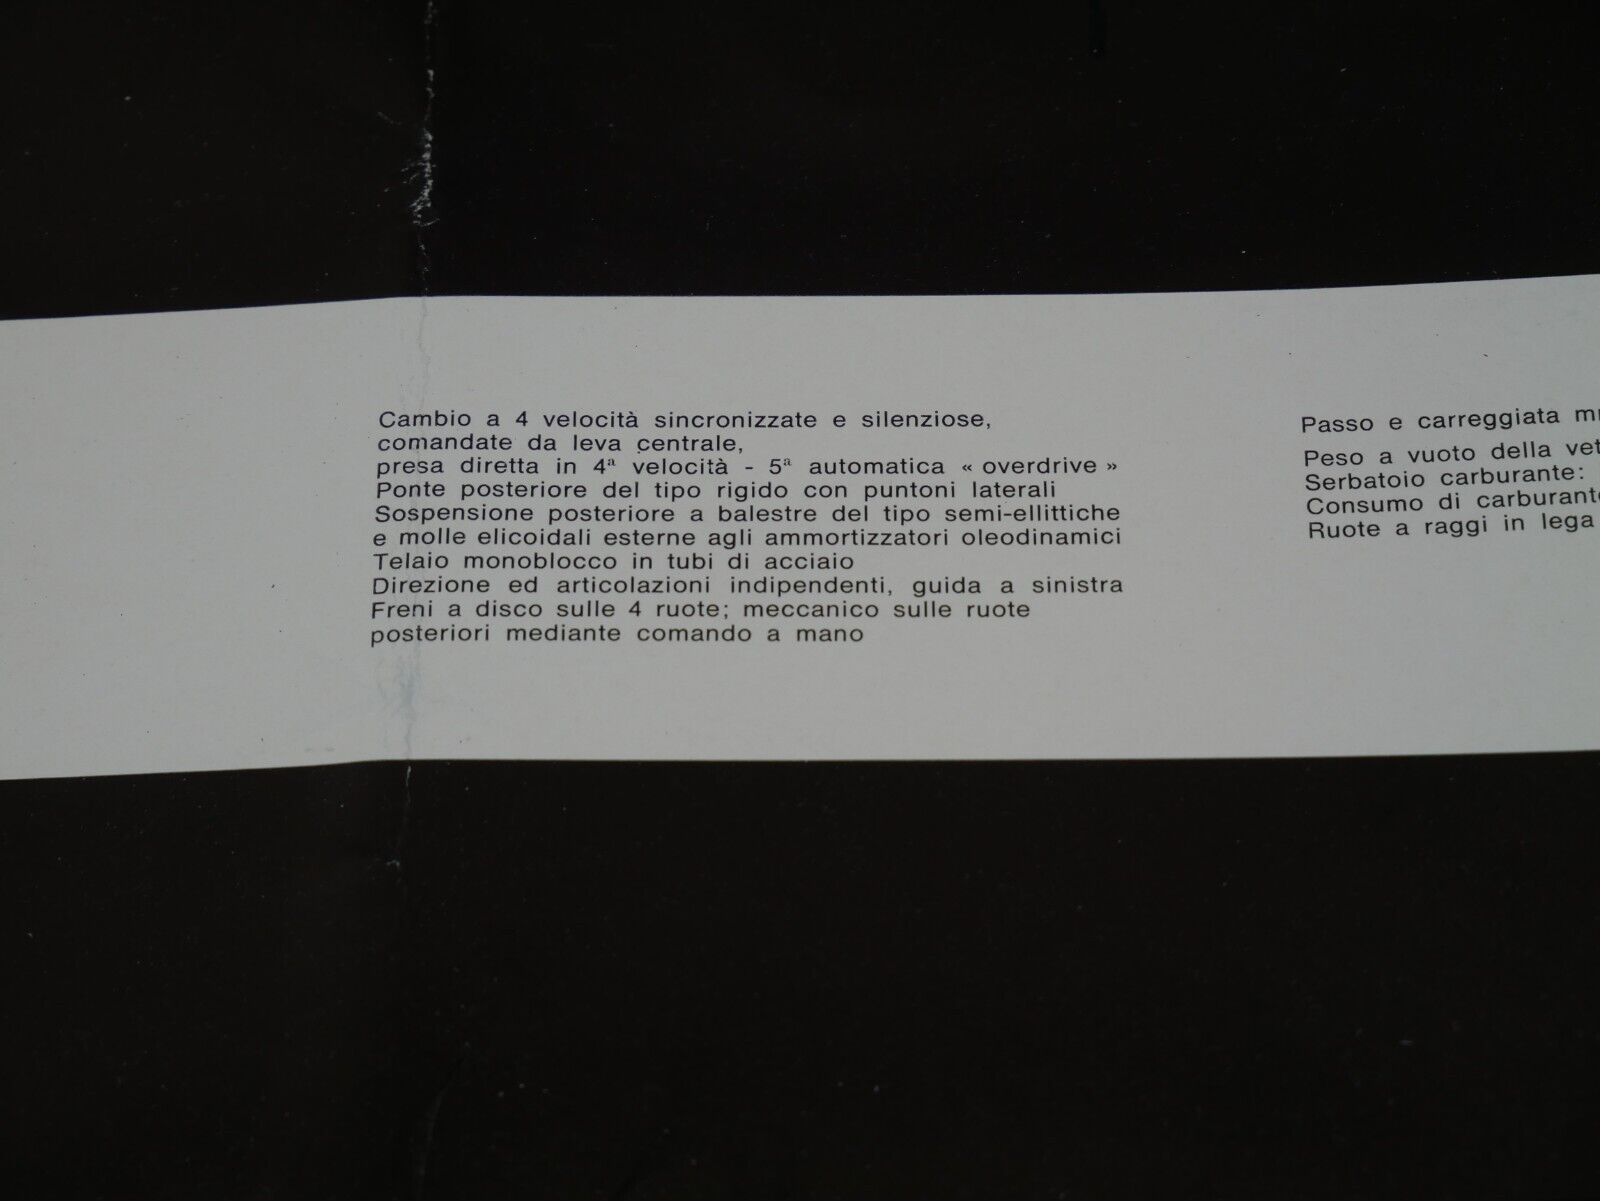 Cambio a 4 velocità sincronizzate e silenziose,
comandate da leva centrale,
presa diretta in 4ª velocità - 5ª automatica « overdrive »
Ponte posteriore del tipo rigido con puntoni laterali
Sospensione posteriore a balestre del tipo semi-ellittiche
e molle elicoidali esterne agli ammortizzatori oleodinamici
Telaio monoblocco in tubi di acciaio
Direzione ed articolazioni indipendenti, guida a sinistra
Freni a disco sulle 4 ruote; meccanico sulle ruote
posteriori mediante comando a mano
Passo e carreggiata
Peso a vuoto della
Serbatoio carburante:
Consumo di
Ruote a raggi in lega